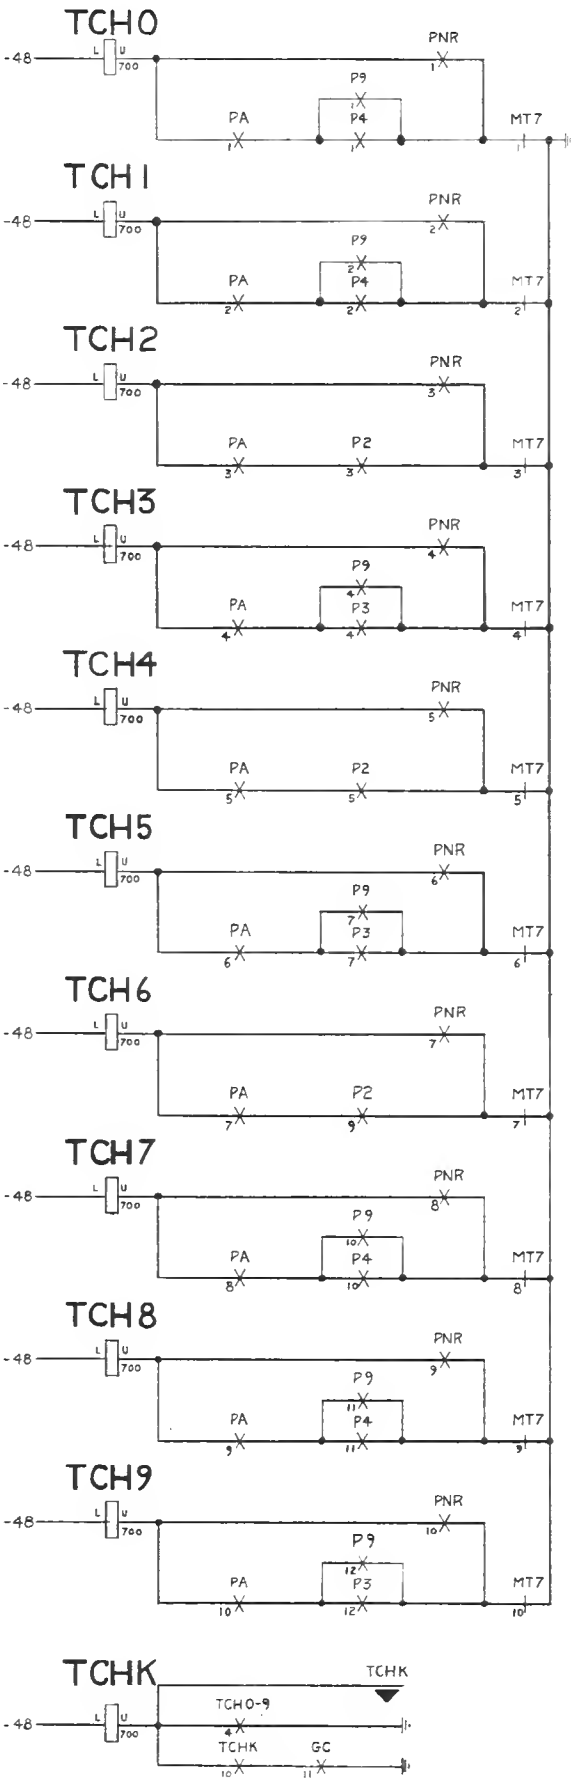 TCH0
-48 L U 700 PNR 1
P9 1
PA 1 P4 1 MT7 1
TCH1
-48 L U 700 PNR 2
P9 2
PA 2 P4 2 MT7 2
TCH2
-48 L U 700 PNR 3
PA 3 P2 3 MT7 3
TCH3
-48 L U 700 PNR 4
P9 4
PA 4 P3 4 MT7 4
TCH4
-48 L U 700 PNR 5
PA 5 P2 5 MT7 5
TCH5
-48 L U 700 PNR 6
P9 7
PA 6 P3 7 MT7 6
TCH6
-48 L U 700 PNR 7
PA 7 P2 9 MT7 7
TCH7
-48 L U 700 PNR 8
P9 10
PA 8 P4 10 MT7 8
TCH8
-48 L U 700 PNR 9
P9 11
PA 9 P4 11 MT7 9
TCH9
-48 L U 700 PNR 10
P9 12
PA 10 P3 12 MT7 10
TCHK
TCHK
-48 L U 700 TCH0-9 4
TCHK 10 GC 11